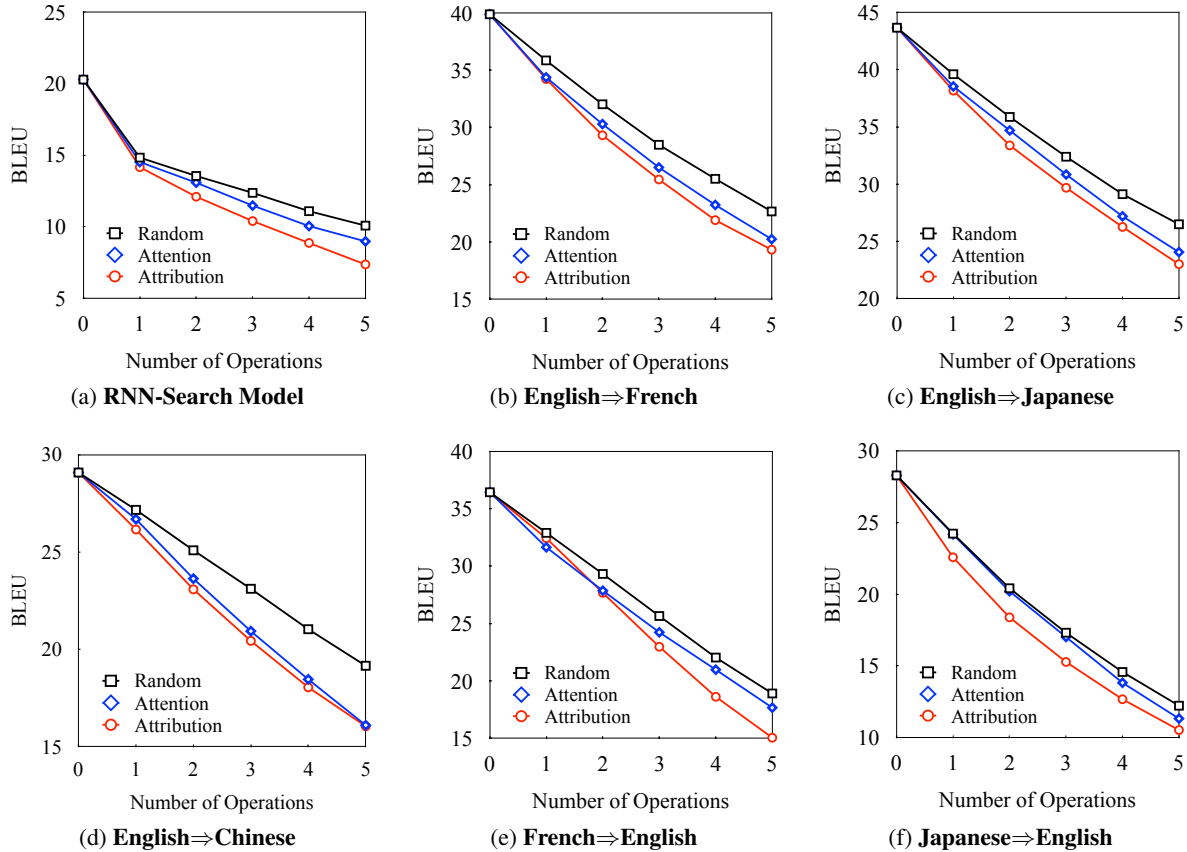 25
20
15
10
5
BLEU
Random
Attention
Attribution
0 1 2 3 4 5
Number of Operations
(a) RNN-Search Model
40
35
30
25
20
15
BLEU
Random
Attention
Attribution
0 1 2 3 4 5
Number of Operations
(b) English⇒French
45
40
35
30
25
20
BLEU
Random
Attention
Attribution
0 1 2 3 4 5
Number of Operations
(c) English⇒Japanese
30
25
20
15
BLEU
Random
Attention
Attribution
0 1 2 3 4 5
Number of Operations
(d) English⇒Chinese
40
35
30
25
20
15
BLEU
Random
Attention
Attribution
0 1 2 3 4 5
Number of Operations
(e) French⇒English
30
25
20
15
10
BLEU
Random
Attention
Attribution
0 1 2 3 4 5
Number of Operations
(f) Japanese⇒English